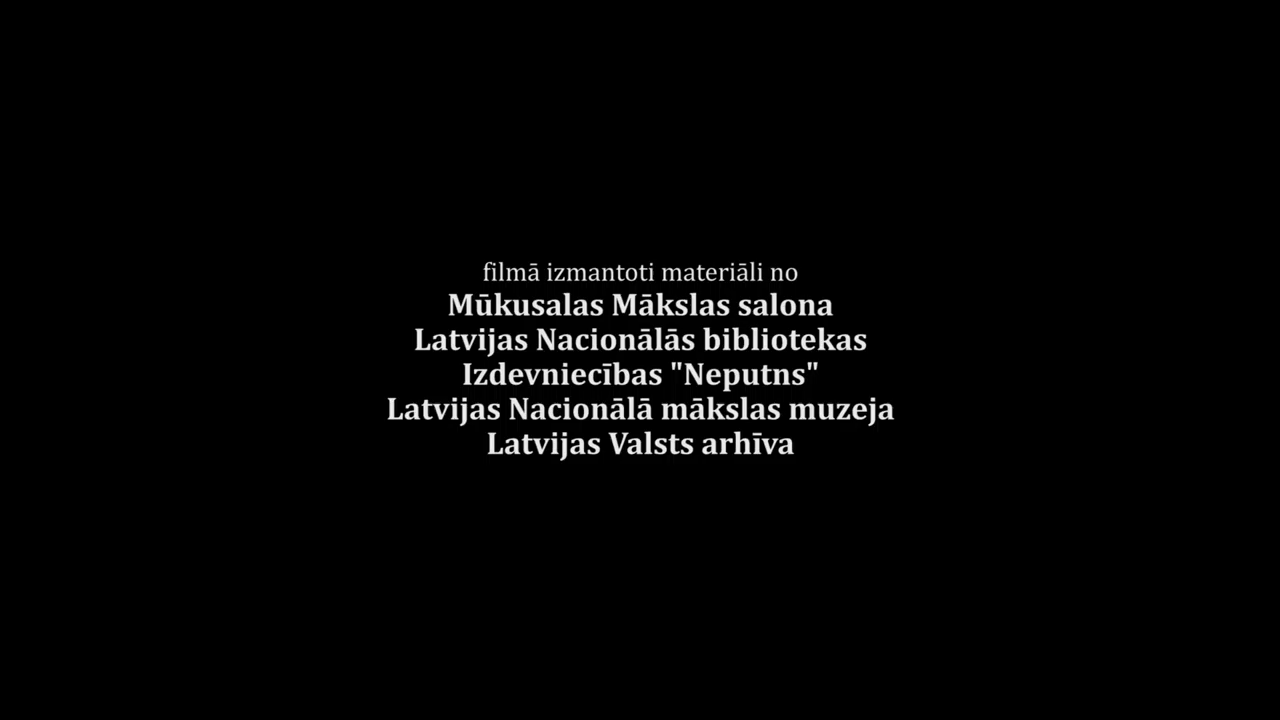 filmā izmantoti materiāli no
Mūkusalas Mākslas salona
Latvijas Nacionālās bibliotekas
Izdevniecības "Neputns"
Latvijas Nacionālā mākslas muzeja
Latvijas Valsts arhīva